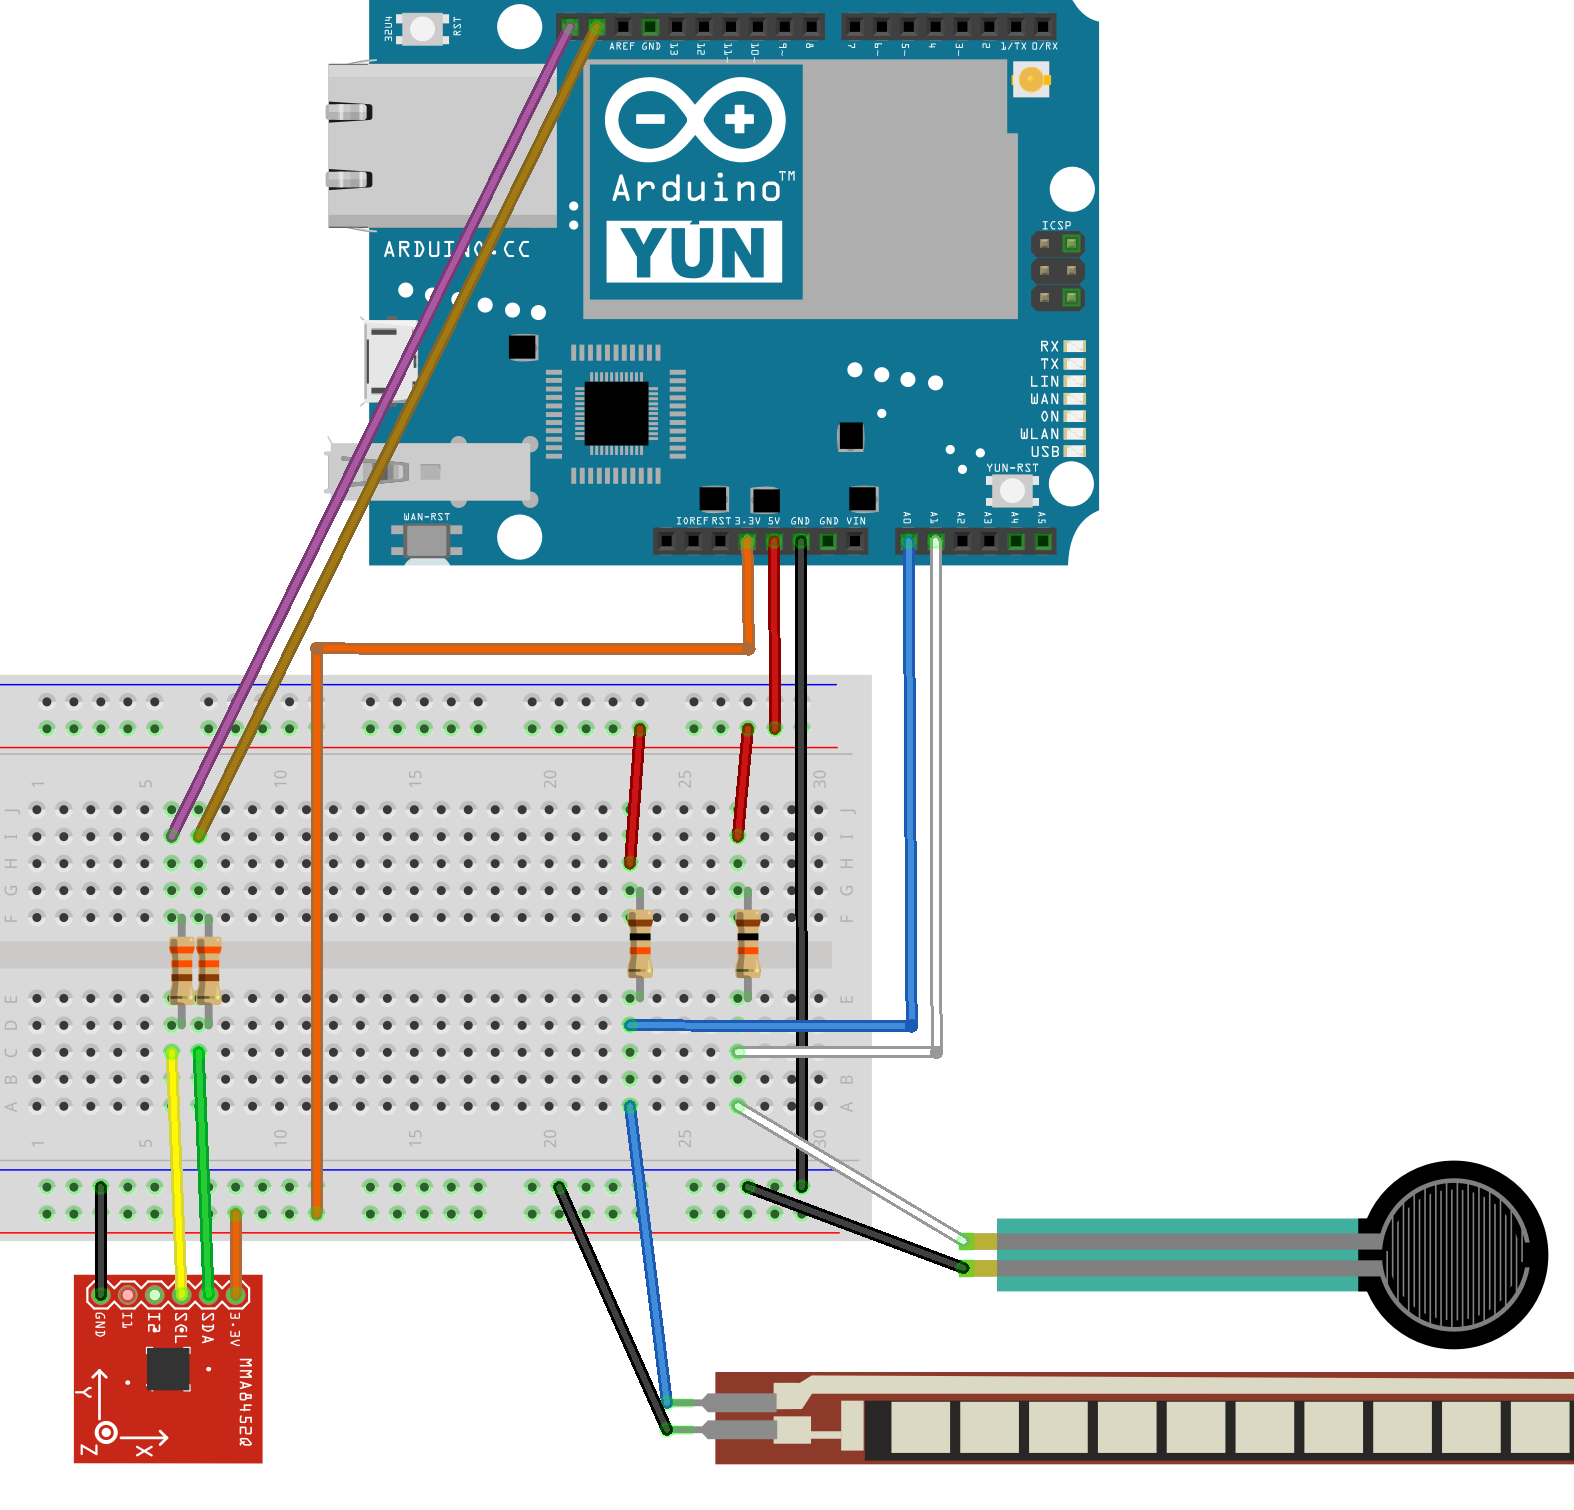 4USE
RST
AREF GND 13 12 11~ 10~ 9~ 8
7 6~ 5~ 4 3~ 2 1/TX 0/RX
Arduino™
YÚN
ARDUINO.CC
ICSP
RX
TX
LIN
WAN
ON
WLAN
USB
YUN-RST
WAN-RST
IOREF RST 3.3V 5V GND GND VIN
A0 A1 A2 A3 A4 A5
1 5 10 15 20 25 30
J J
I I
H H
G G
F F
E
D D
C C
B B
A A
1 5 10 15 20 25 30
GND I1 I2 SCL SDA 3.3V
MMA8452Q
Y
X
Z